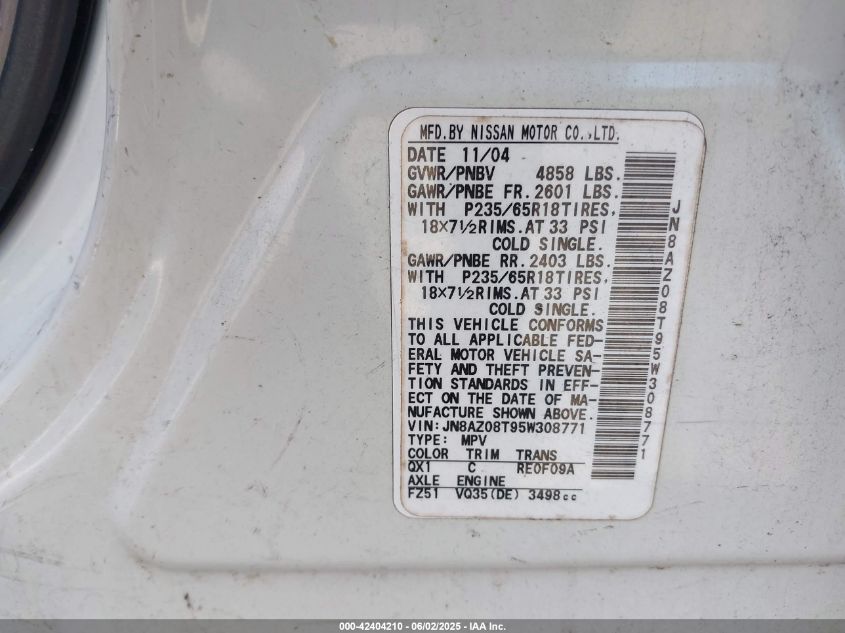 MFD.BY NISSAN MOTOR CO.,LTD.
DATE 11/04
GVWR/PNBV 4858 LBS.
GAWR/PNBE FR. 2601 LBS.
WITH P235/65R18TIRES,
18×7½RIMS.AT 33 PSI
COLD SINGLE.
GAWR/PNBE RR. 2403 LBS.
WITH P235/65R18TIRES,
18×7½RIMS.AT 33 PSI
COLD SINGLE.
THIS VEHICLE CONFORMS
TO ALL APPLICABLE FED-
ERAL MOTOR VEHICLE SA-
FETY AND THEFT PREVEN-
TION STANDARDS IN EFF-
ECT ON THE DATE OF MA-
NUFACTURE SHOWN ABOVE.
VIN:JN8AZ08T95W308771
TYPE: MPV
COLOR TRIM TRANS
QX1 C RE0F09A
AXLE ENGINE
FZ51 VQ35(DE) 3498cc
JN8AZ08T95W308771
000-42404210 - 06/02/2025 - IAA Inc.